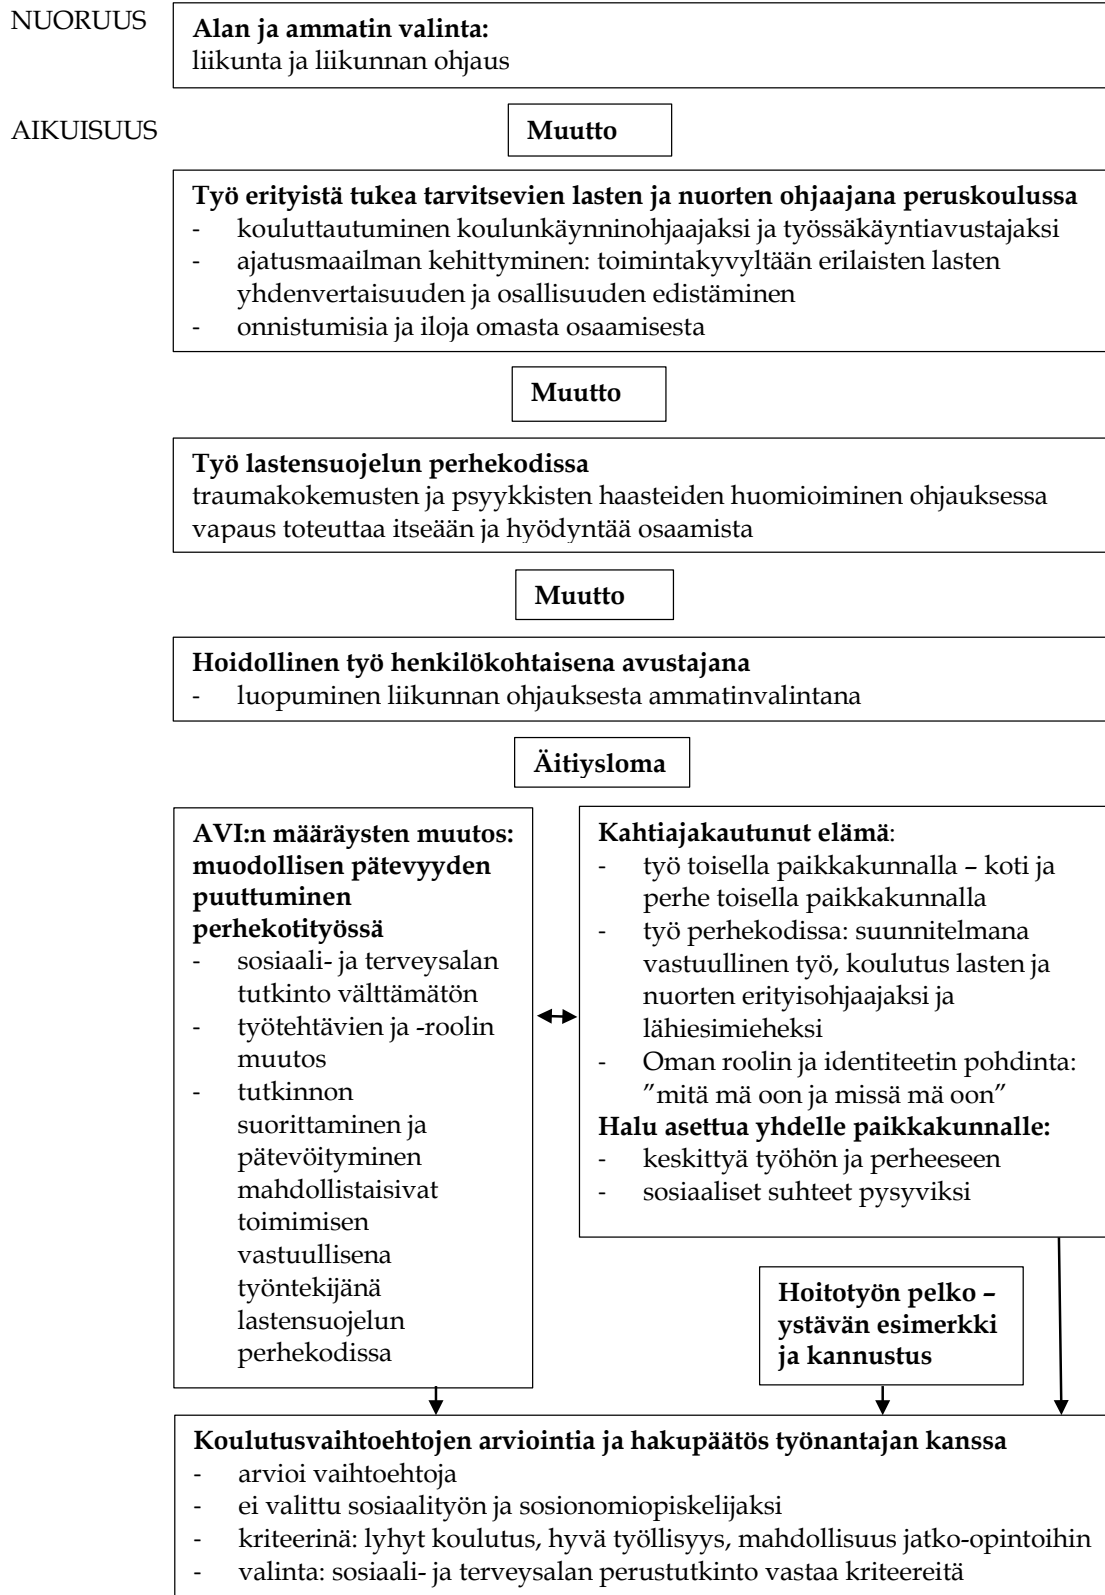 NUORUUS
Alan ja ammatin valinta:
liikunta ja liikunnan ohjaus
AIKUISUUS
Muutto
Työ erityistä tukea tarvitsevien lasten ja nuorten ohjaajana peruskoulussa
- kouluttautuminen koulunkäynninohjaajaksi ja työssäkäyntiavustajaksi
- ajatusmaailman kehittyminen: toimintakyvyltään erilaisten lasten
yhdenvertaisuuden ja osallisuuden edistäminen
- onnistumisia ja iloja omasta osaamisesta
Muutto
Työ lastensuojelun perhekodissa
traumakokemusten ja psyykkisten haasteiden huomioiminen ohjauksessa
vapaus toteuttaa itseään ja hyödyntää osaamista
Muutto
Hoidollinen työ henkilökohtaisena avustajana
- luopuminen liikunnan ohjauksesta ammatinvalintana
Äitiysloma
AVI:n määräysten muutos:
muodollisen pätevyyden
puuttuminen
perhekotityössä
- sosiaali- ja terveysalan
tutkinto välttämätön
- työtehtävien ja -roolin
muutos
- tutkinnon
suorittaminen ja
pätevöityminen
mahdollistaisivat
toimimisen
vastuullisena
työntekijänä
lastensuojelun
perhekodissa
Kahtiajakautunut elämä:
- työ toisella paikkakunnalla – koti ja
perhe toisella paikkakunnalla
- työ perhekodissa: suunnitelmana
vastuullinen työ, koulutus lasten ja
nuorten erityisohjaajaksi ja
lähiesimieheksi
- Oman roolin ja identiteetin pohdinta:
”mitä mä oon ja missä mä oon”
Halu asettua yhdelle paikkakunnalle:
- keskittyä työhön ja perheeseen
- sosiaaliset suhteet pysyviksi
Hoitotyön pelko –
ystävän esimerkki
ja kannustus
Koulutusvaihtoehtojen arviointia ja hakupäätös työnantajan kanssa
- arvioi vaihtoehtoja
- ei valittu sosiaalityön ja sosionomiopiskelijaksi
- kriteerinä: lyhyt koulutus, hyvä työllisyys, mahdollisuus jatko-opintoihin
- valinta: sosiaali- ja terveysalan perustutkinto vastaa kriteereitä